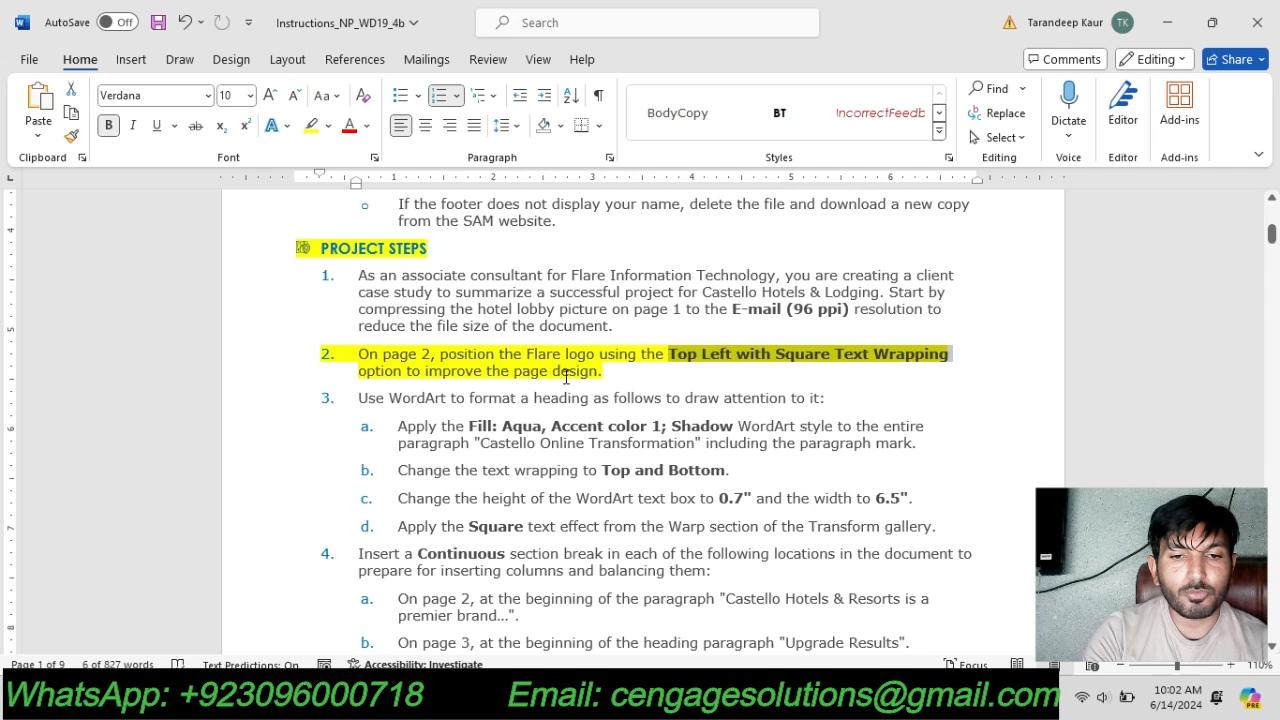 AutoSave Off Instructions_NP_WD19_4b Search Tarandeep Kaur TK
File Home Insert Draw Design Layout References Mailings Review View Help Comments Editing Share
Verdana 10 Aa BodyCopy BT IncorrectFeedb Find Replace Select
Paste Dictate Editor Add-ins
Clipboard Font Paragraph Styles Editing Voice Editor Add-ins
1 2 3 4 5 6
o If the footer does not display your name, delete the file and download a new copy
from the SAM website.
PROJECT STEPS
1. As an associate consultant for Flare Information Technology, you are creating a client
case study to summarize a successful project for Castello Hotels & Lodging. Start by
compressing the hotel lobby picture on page 1 to the E-mail (96 ppi) resolution to
reduce the file size of the document.
2. On page 2, position the Flare logo using the Top Left with Square Text Wrapping
option to improve the page design.
3. Use WordArt to format a heading as follows to draw attention to it:
a. Apply the Fill: Aqua, Accent color 1; Shadow WordArt style to the entire
paragraph "Castello Online Transformation" including the paragraph mark.
b. Change the text wrapping to Top and Bottom.
c. Change the height of the WordArt text box to 0.7" and the width to 6.5".
d. Apply the Square text effect from the Warp section of the Transform gallery.
4. Insert a Continuous section break in each of the following locations in the document to
prepare for inserting columns and balancing them:
a. On page 2, at the beginning of the paragraph "Castello Hotels & Resorts is a
premier brand…".
b. On page 3, at the beginning of the heading paragraph "Upgrade Results".
Page 1 of 9 6 of 827 words Text Predictions: On Accessibility: Investigate Focus 110%
WhatsApp: +923096000718 Email: cengagesolutions@gmail.com
10:02 AM
6/14/2024
PRE